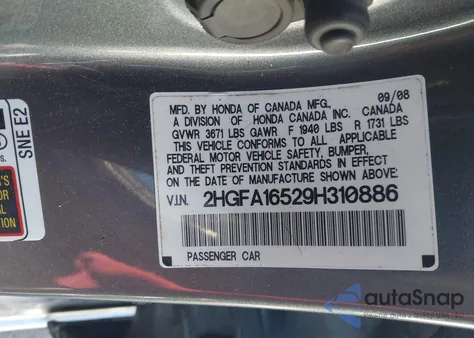 09/08
MFD. BY HONDA OF CANADA MFG.,
A DIVISION OF HONDA CANADA INC. CANADA
GVWR 3671 LBS GAWR F 1940 LBS R 1731 LBS
THIS VEHICLE CONFORMS TO ALL APPLICABLE
FEDERAL MOTOR VEHICLE SAFETY, BUMPER,
AND THEFT PREVENTION STANDARDS IN EFFECT
ON THE DATE OF MANUFACTURE SHOWN ABOVE.
V.I.N. 2HGFA16529H310886
PASSENGER CAR
SNE E2
autoSnap